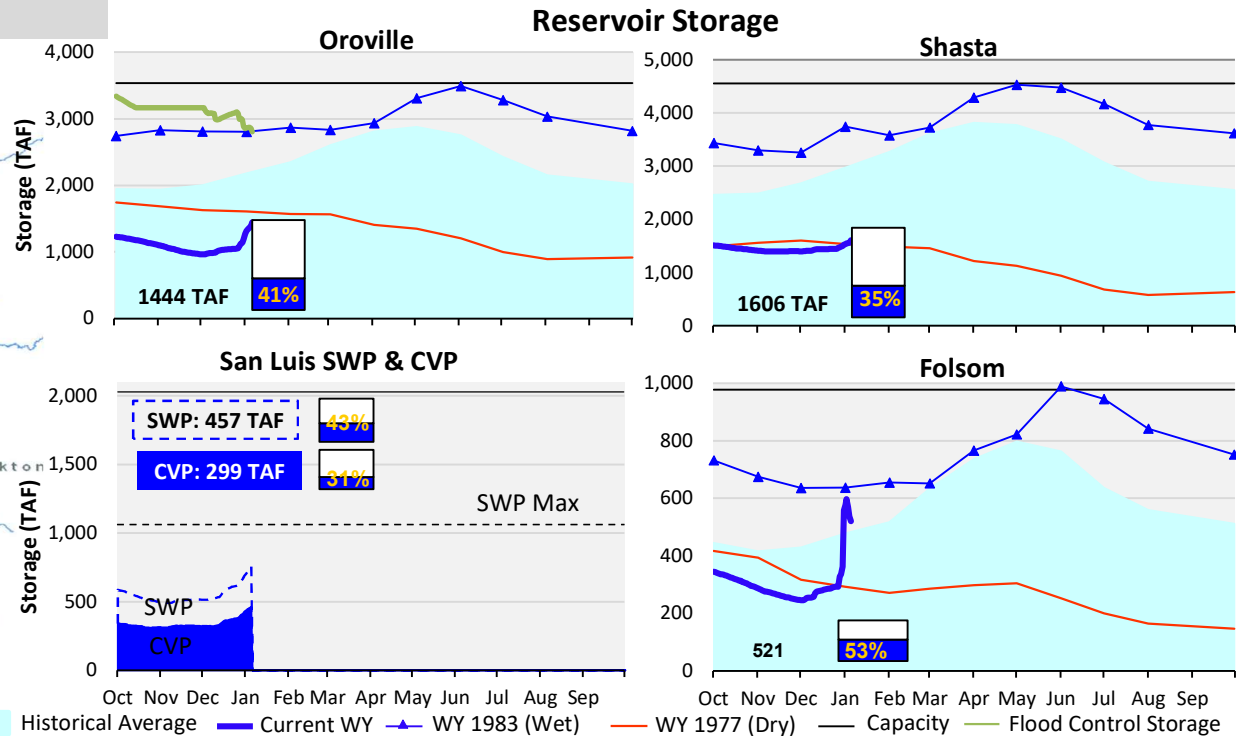 Reservoir Storage
Oroville
Storage (TAF)
4,000
3,000
2,000
1,000
0
1444 TAF
41%
Shasta
5,000
4,000
3,000
2,000
1,000
0
1606 TAF
35%
San Luis SWP & CVP
Storage (TAF)
2,000
1,500
1,000
500
0
SWP: 457 TAF
43%
CVP: 299 TAF
31%
SWP Max
SWP
CVP
Oct Nov Dec Jan Feb Mar Apr May Jun Jul Aug Sep
Folsom
1,000
800
600
400
200
0
521
53%
Oct Nov Dec Jan Feb Mar Apr May Jun Jul Aug Sep
kton
Historical Average Current WY WY 1983 (Wet) WY 1977 (Dry) Capacity Flood Control Storage